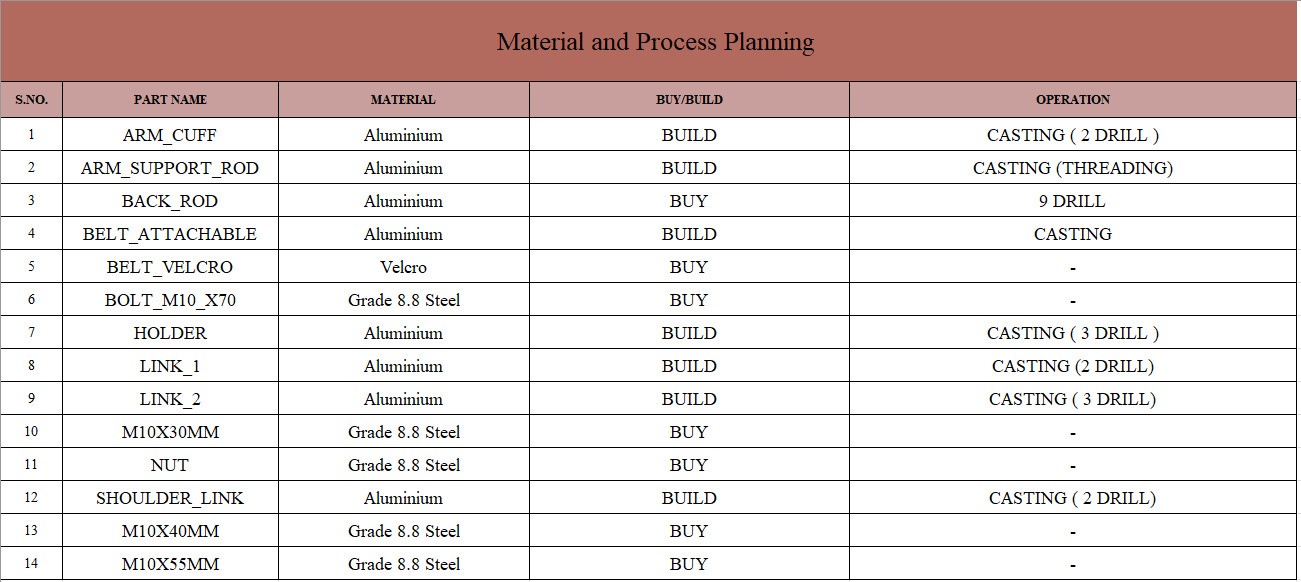 Material and Process Planning
S.NO. PART NAME MATERIAL BUY/BUILD OPERATION
1 ARM_CUFF Aluminium BUILD CASTING ( 2 DRILL )
2 ARM_SUPPORT_ROD Aluminium BUILD CASTING (THREADING)
3 BACK_ROD Aluminium BUY 9 DRILL
4 BELT_ATTACHABLE Aluminium BUILD CASTING
5 BELT_VELCRO Velcro BUY -
6 BOLT_M10_X70 Grade 8.8 Steel BUY -
7 HOLDER Aluminium BUILD CASTING ( 3 DRILL )
8 LINK_1 Aluminium BUILD CASTING (2 DRILL)
9 LINK_2 Aluminium BUILD CASTING ( 3 DRILL)
10 M10X30MM Grade 8.8 Steel BUY -
11 NUT Grade 8.8 Steel BUY -
12 SHOULDER_LINK Aluminium BUILD CASTING ( 2 DRILL)
13 M10X40MM Grade 8.8 Steel BUY -
14 M10X55MM Grade 8.8 Steel BUY -